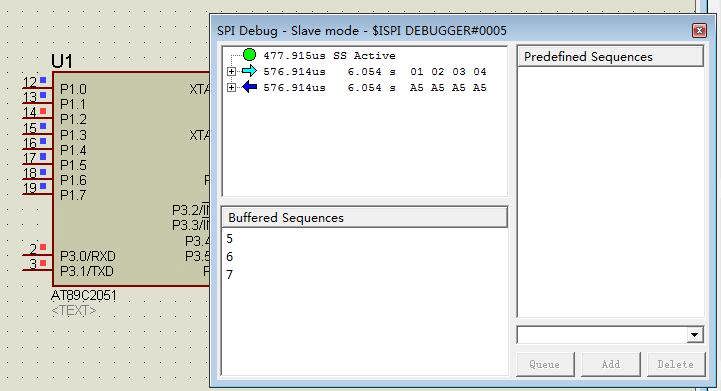 SPI Debug - Slave mode - $ISPI DEBUGGER#0005
477.915us SS Active
576.914us 6.054 s 01 02 03 04
576.914us 6.054 s A5 A5 A5 A5
Predefined Sequences
Buffered Sequences
5
6
7
Queue Add Delete
U1
12 P1.0 XTA
13 P1.1
14 P1.2
15 P1.3 XTA
16 P1.4
17 P1.5
18 P1.6
19 P1.7
P3.2/IN
P3.3/IN
P3.4
2 P3.0/RXD P3.5
3 P3.1/TXD
AT89C2051
<TEXT>